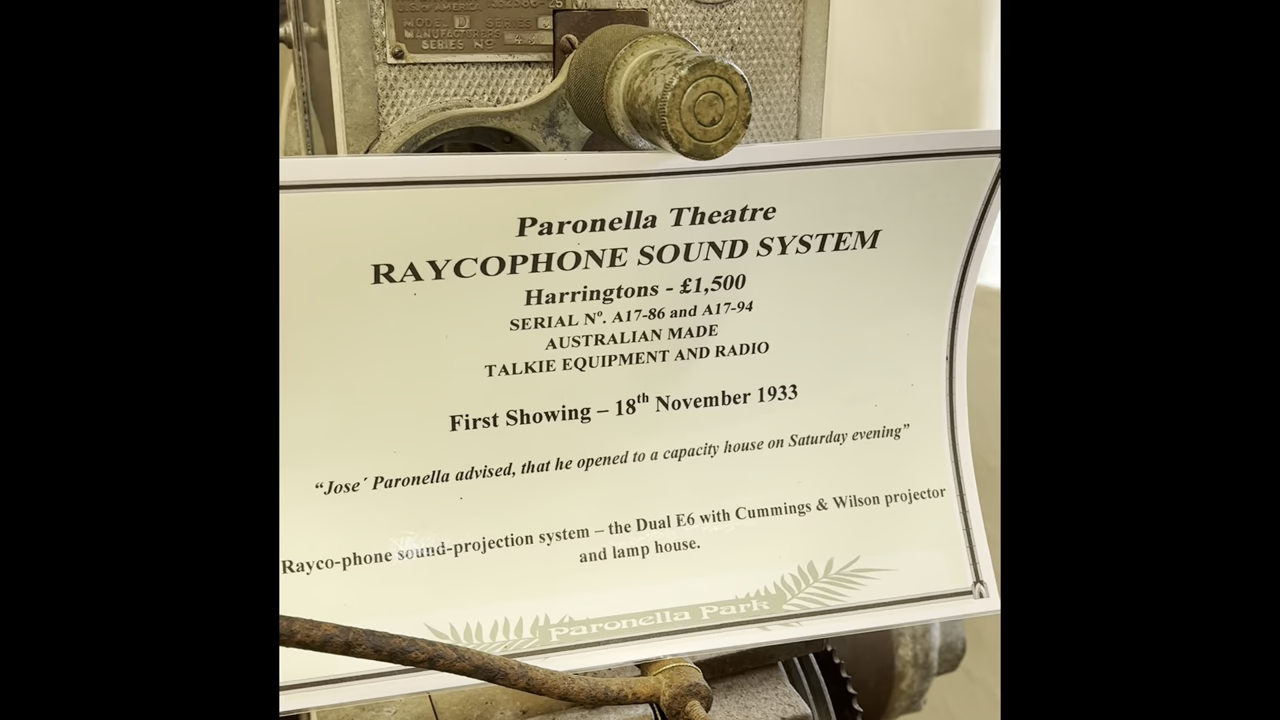 U.S. OF AMERICA
MODEL D SERIES
MANUFACTURERS
SERIES Nº
Paronella Theatre
RAYCOPHONE SOUND SYSTEM
Harringtons - £1,500
SERIAL Nº. A17-86 and A17-94
AUSTRALIAN MADE
TALKIE EQUIPMENT AND RADIO
First Showing – 18th November 1933
“Jose´ Paronella advised, that he opened to a capacity house on Saturday evening”
Rayco-phone sound-projection system – the Dual E6 with Cummings & Wilson projector
and lamp house.
Paronella Park